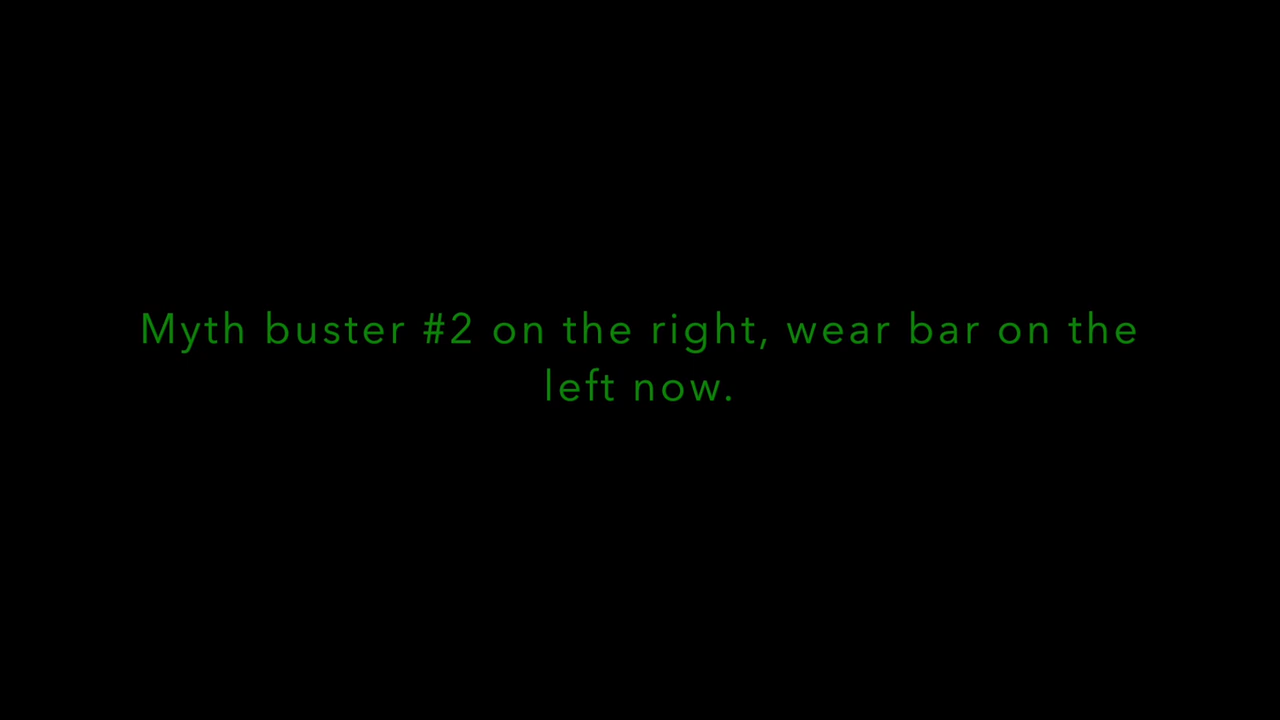 Myth buster #2 on the right, wear bar on the
left now.